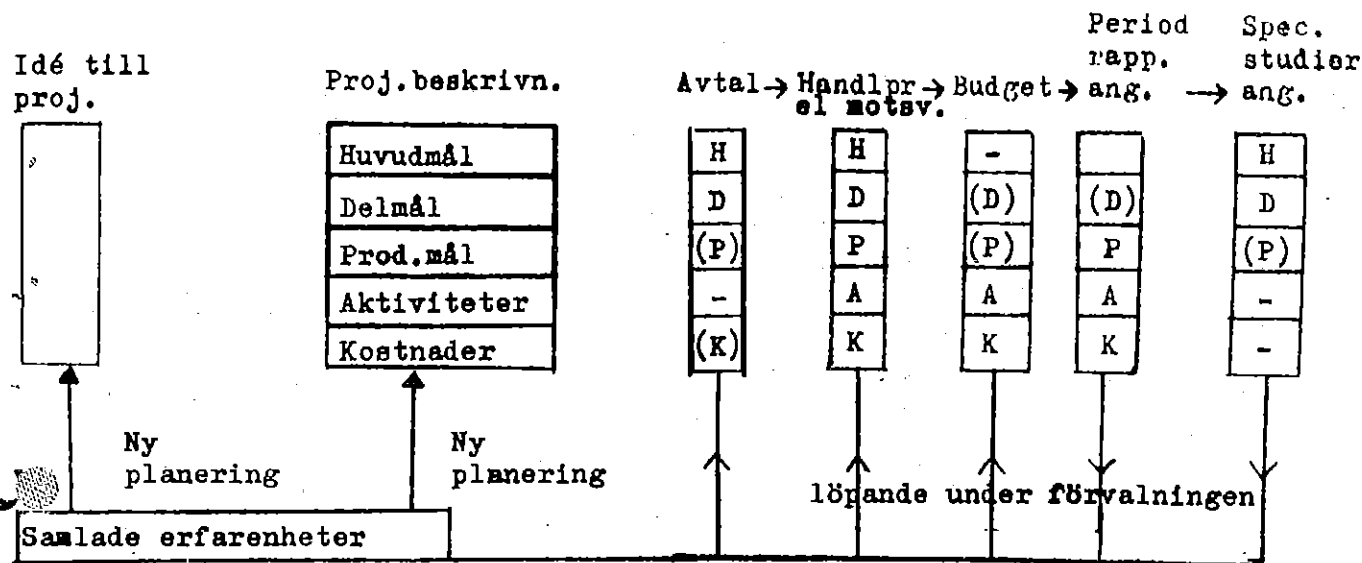 Idé till
proj.
Proj.beskrivn.
Avtal → Handlpr → Budget →
el motsv.
Period
rapp.
ang. →
Spec.
studier
ang.
Huvudmål
Delmål
Prod.mål
Aktiviteter
Kostnader
H H - H
D D (D) (D) D
(P) P (P) P (P)
- A A A -
(K) K K K -
Ny
planering
Ny
planering
löpande under förvalningen
Samlade erfarenheter